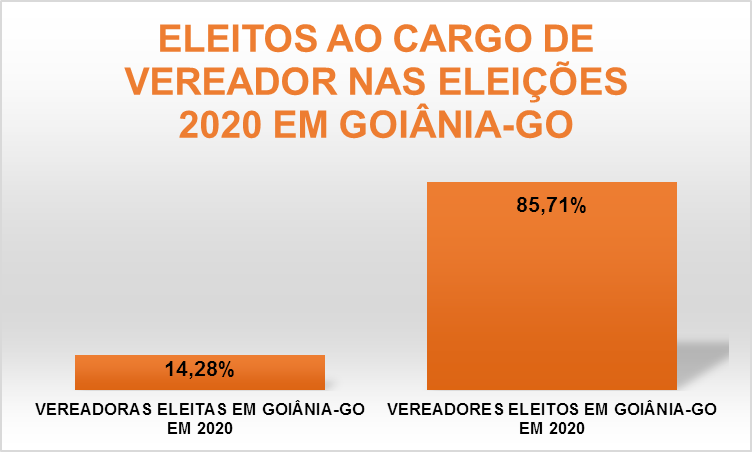 ELEITOS AO CARGO DE
VEREADOR NAS ELEIÇÕES
2020 EM GOIÂNIA-GO
14,28%
85,71%
VEREADORAS ELEITAS EM GOIÂNIA-GO
EM 2020
VEREADORES ELEITOS EM GOIÂNIA-GO
EM 2020